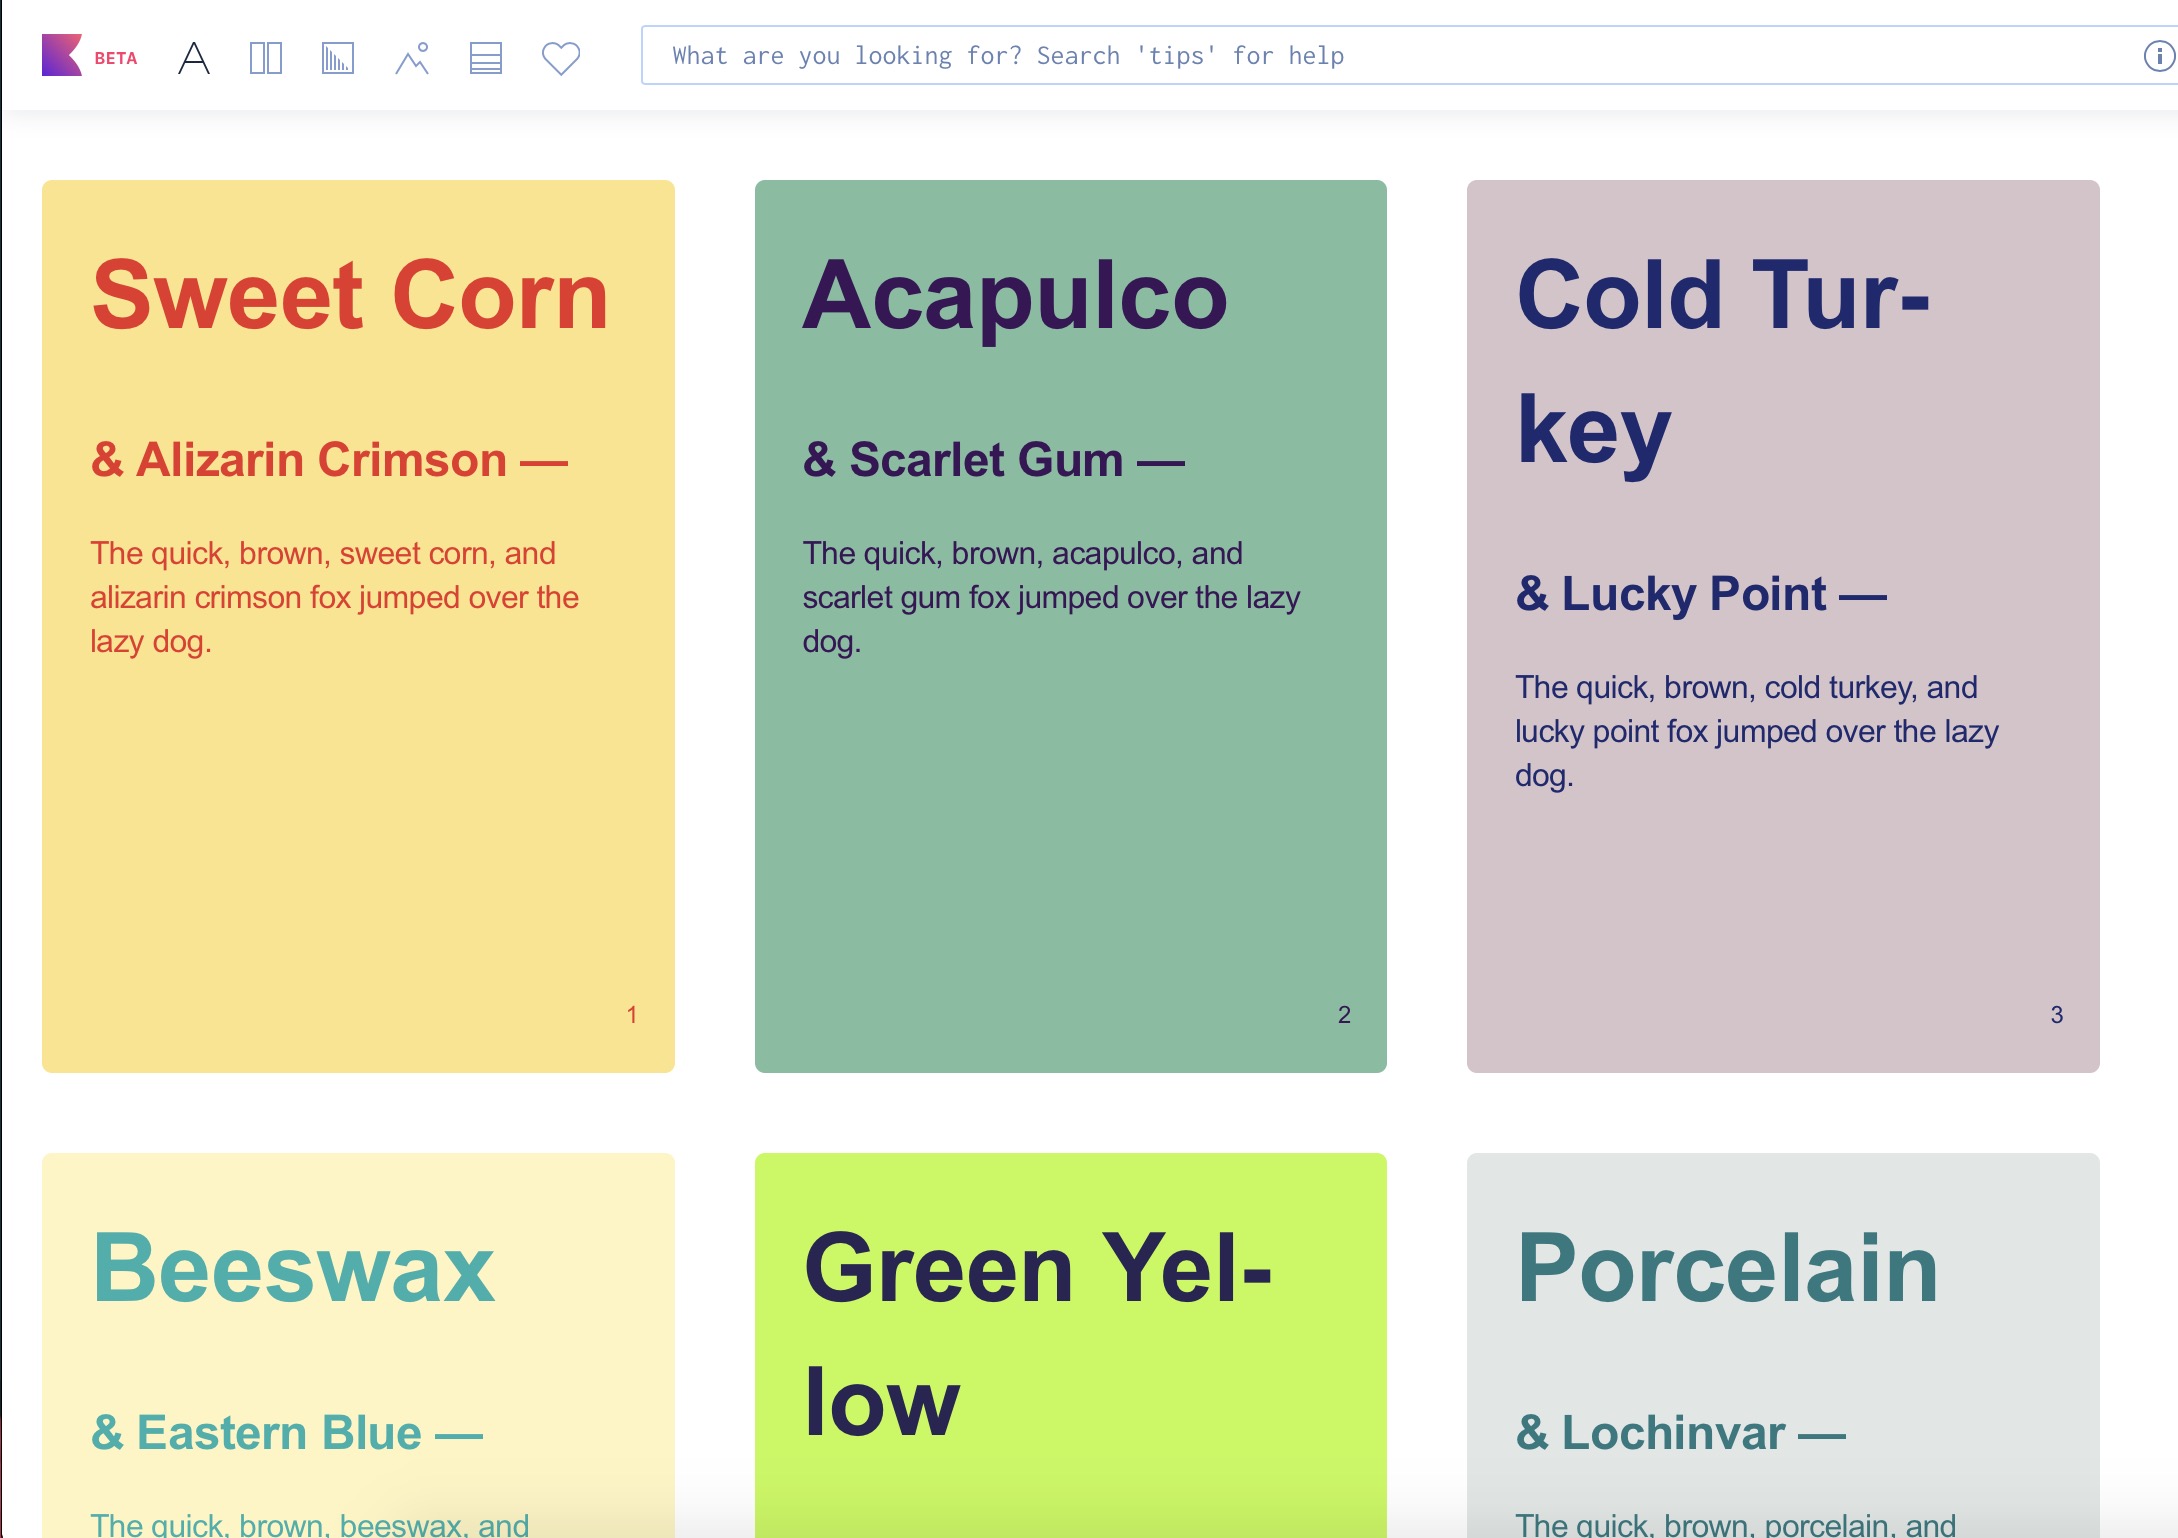 BETA
What are you looking for? Search 'tips' for help
Sweet Corn
& Alizarin Crimson —
The quick, brown, sweet corn, and
alizarin crimson fox jumped over the
lazy dog.
1
Acapulco
& Scarlet Gum —
The quick, brown, acapulco, and
scarlet gum fox jumped over the lazy
dog.
2
Cold Tur-
key
& Lucky Point —
The quick, brown, cold turkey, and
lucky point fox jumped over the lazy
dog.
3
Beeswax
& Eastern Blue —
The quick, brown, beeswax, and
Green Yel-
low
Porcelain
& Lochinvar —
The quick, brown, porcelain, and